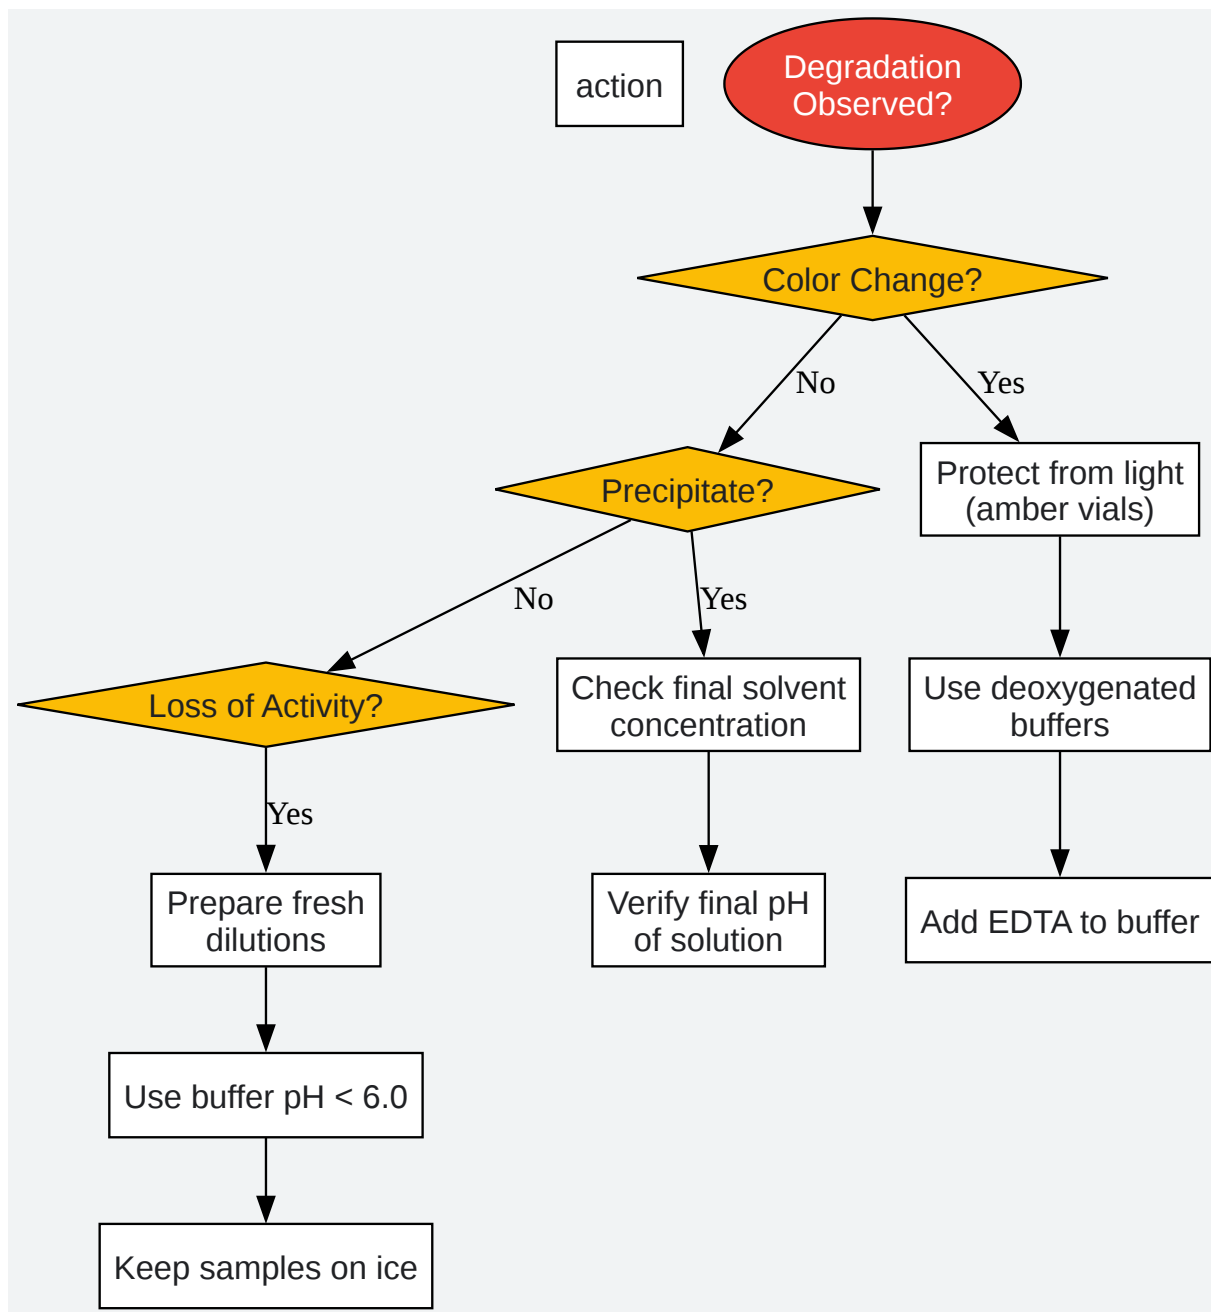 action
Degradation
Observed?
Color Change?
No
Yes
Precipitate?
Protect from light
(amber vials)
No
Yes
Loss of Activity?
Check final solvent
concentration
Use deoxygenated
buffers
Yes
Prepare fresh
dilutions
Verify final pH
of solution
Add EDTA to buffer
Use buffer pH < 6.0
Keep samples on ice